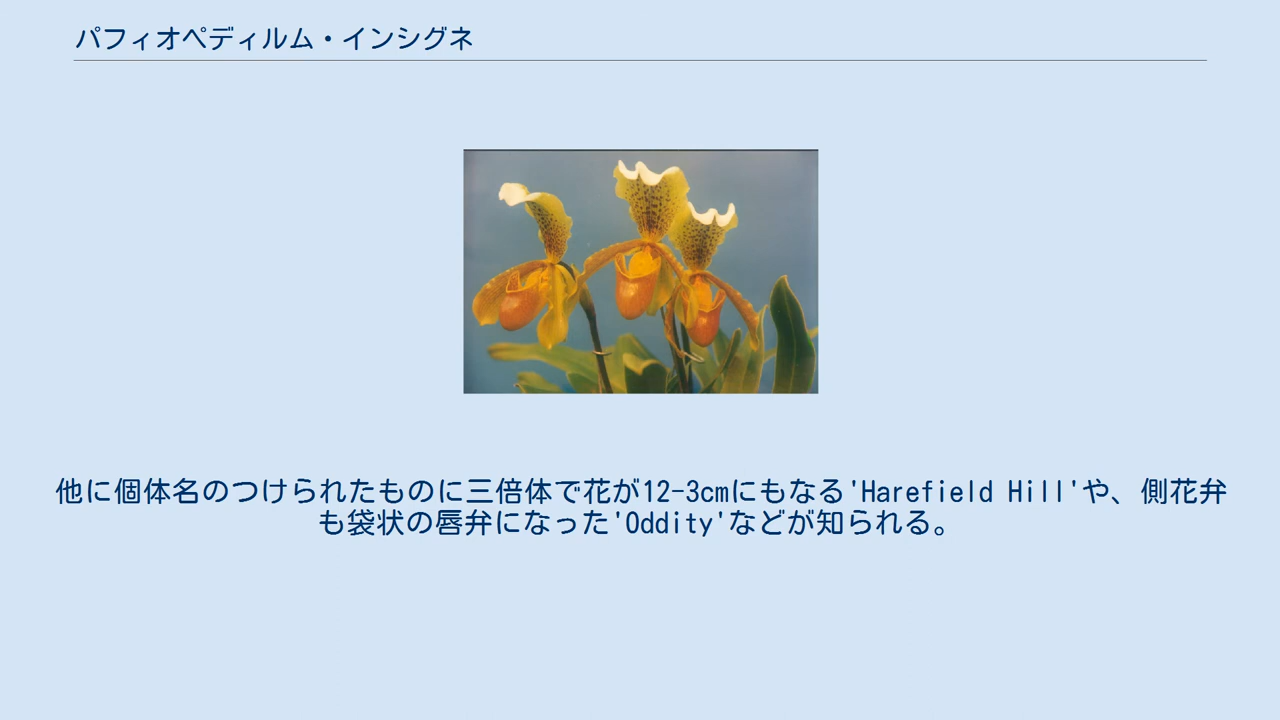 パフィオペディルム・インシグネ
他に個体名のつけられたものに三倍体で花が12-3cmにもなる'Harefield Hill'や、側花弁
も袋状の唇弁になった'Oddity'などが知られる。